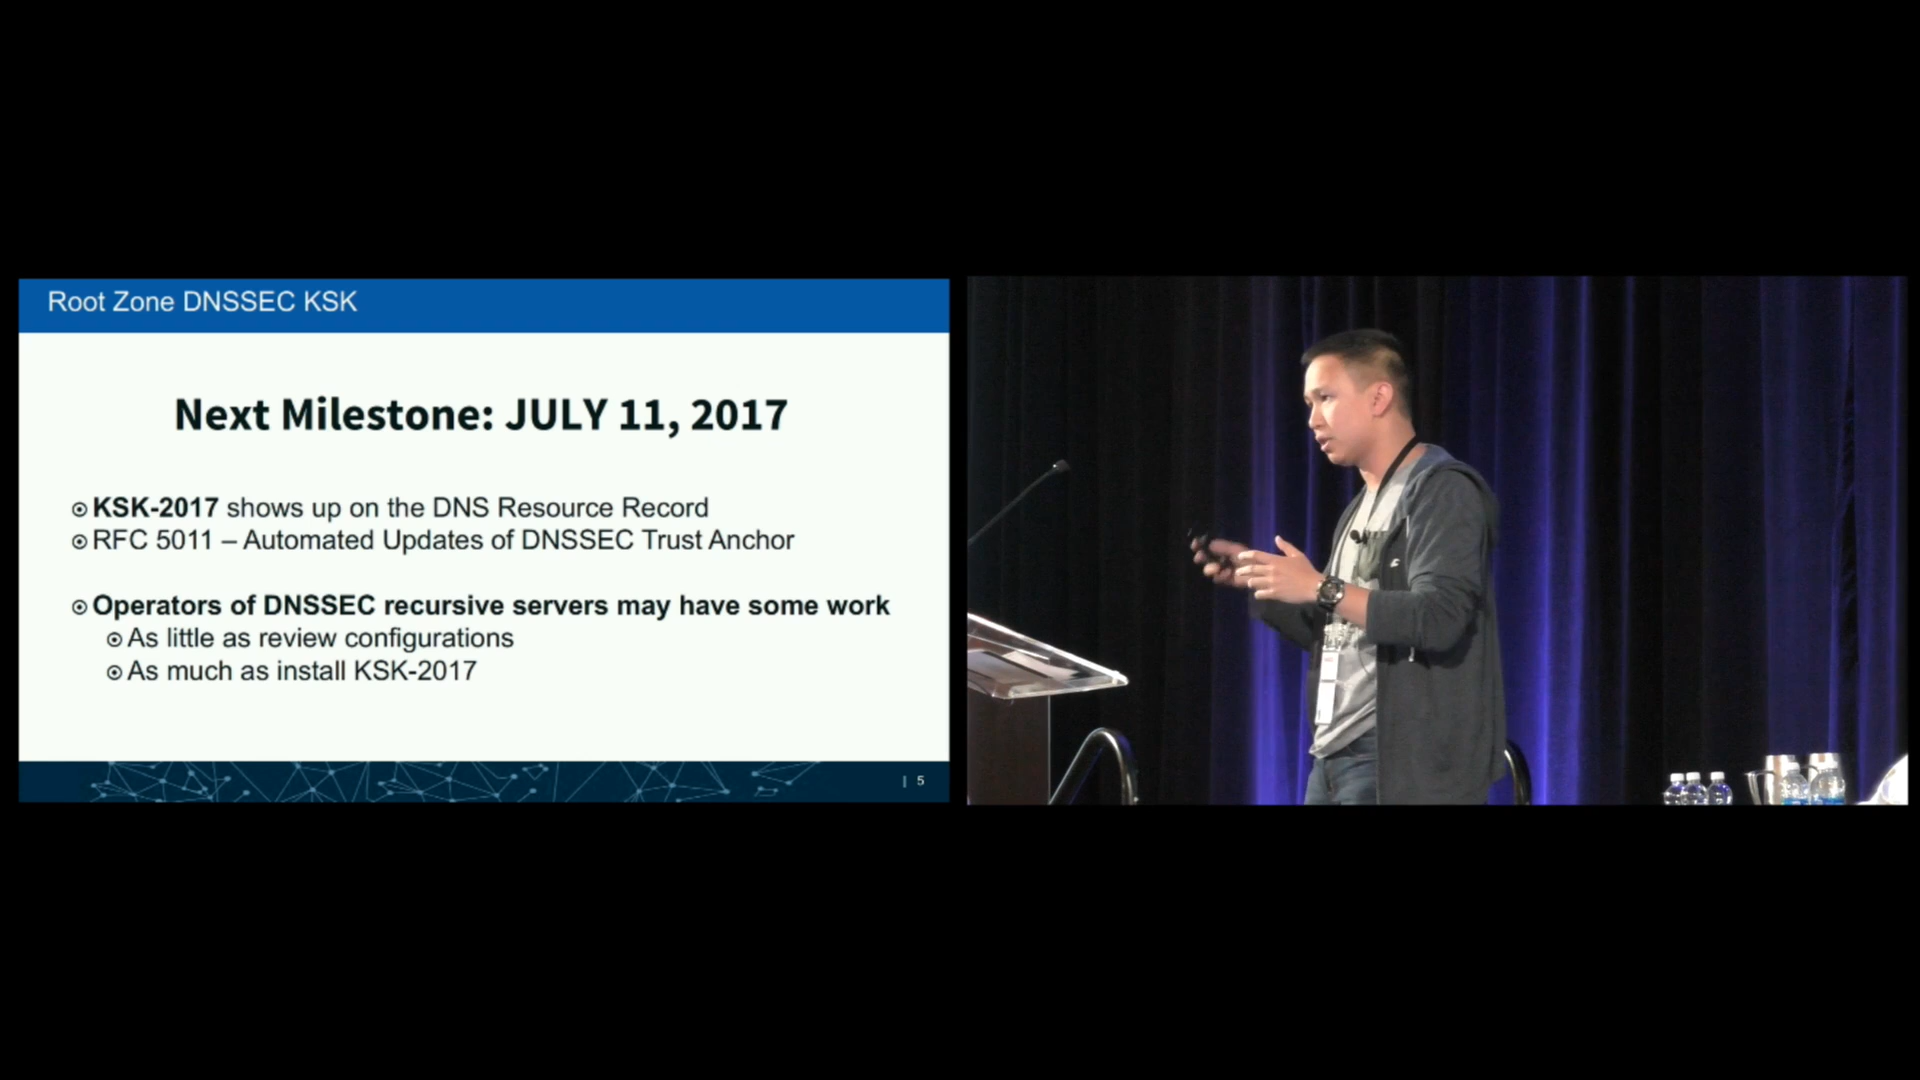 Root Zone DNSSEC KSK
Next Milestone: JULY 11, 2017
KSK-2017 shows up on the DNS Resource Record
RFC 5011 – Automated Updates of DNSSEC Trust Anchor
Operators of DNSSEC recursive servers may have some work
As little as review configurations
As much as install KSK-2017
| 5